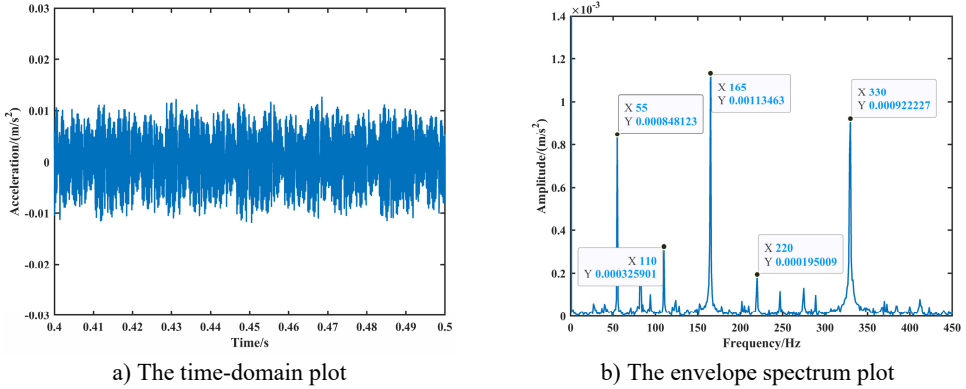 0.03
0.02
0.01
0
-0.01
-0.02
-0.03
Acceleration/(m/s²)
0.4 0.41 0.42 0.43 0.44 0.45 0.46 0.47 0.48 0.49 0.5
Time/s
a) The time-domain plot
× 10⁻³
1.4
1.2
1
0.8
0.6
0.4
0.2
0
Amplitude/(m/s²)
X 55
Y 0.000848123
X 165
Y 0.00113463
X 330
Y 0.000922227
X 110
Y 0.000325901
X 220
Y 0.000195009
0 50 100 150 200 250 300 350 400 450
Frequency/Hz
b) The envelope spectrum plot